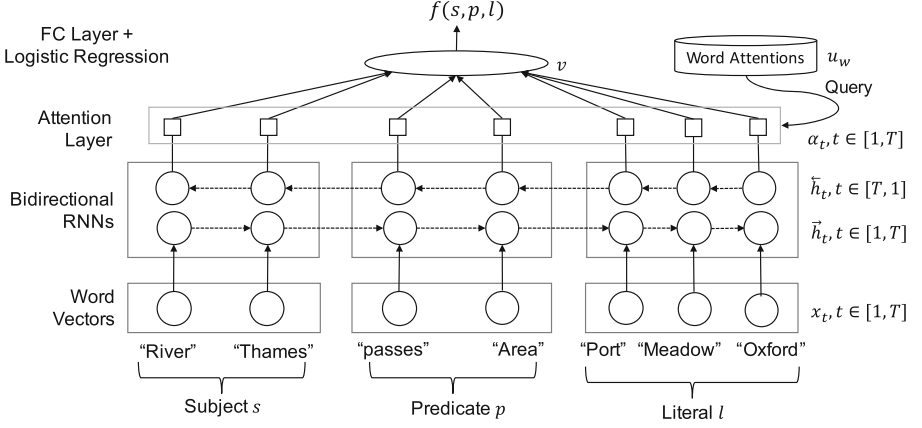 f(s, p, l)
FC Layer +
Logistic Regression
v
Word Attentions
u_w
Query
Attention
Layer
α_t, t ∈ [1, T]
Bidirectional
RNNs
h⃖_t, t ∈ [T, 1]
h⃗_t, t ∈ [1, T]
Word
Vectors
x_t, t ∈ [1, T]
“River” “Thames” “passes” “Area” “Port” “Meadow” “Oxford”
Subject s Predicate p Literal l